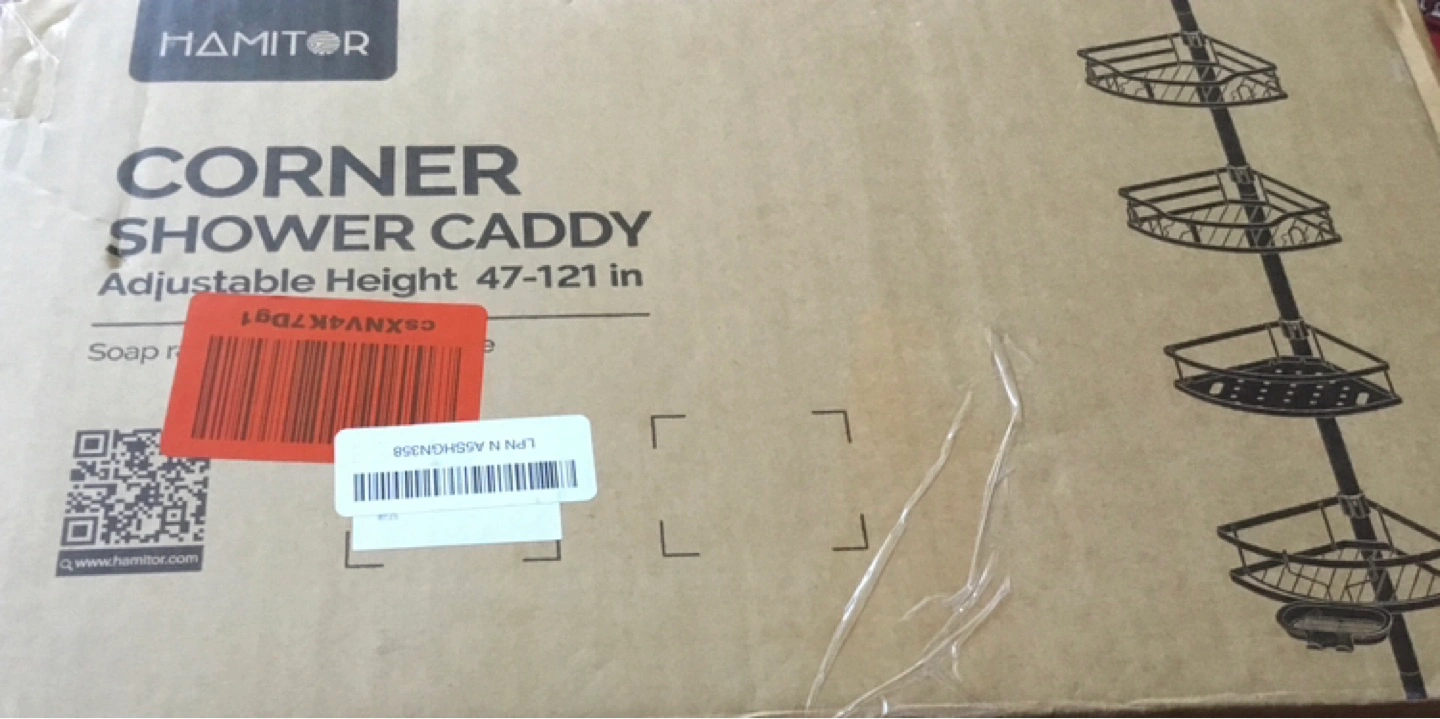 HAMITOR
CORNER
SHOWER CADDY
Adjustable Height 47-121 in
csXNV4K7Dg1
Soap
LPN N A5SHGN358
www.hamitor.com